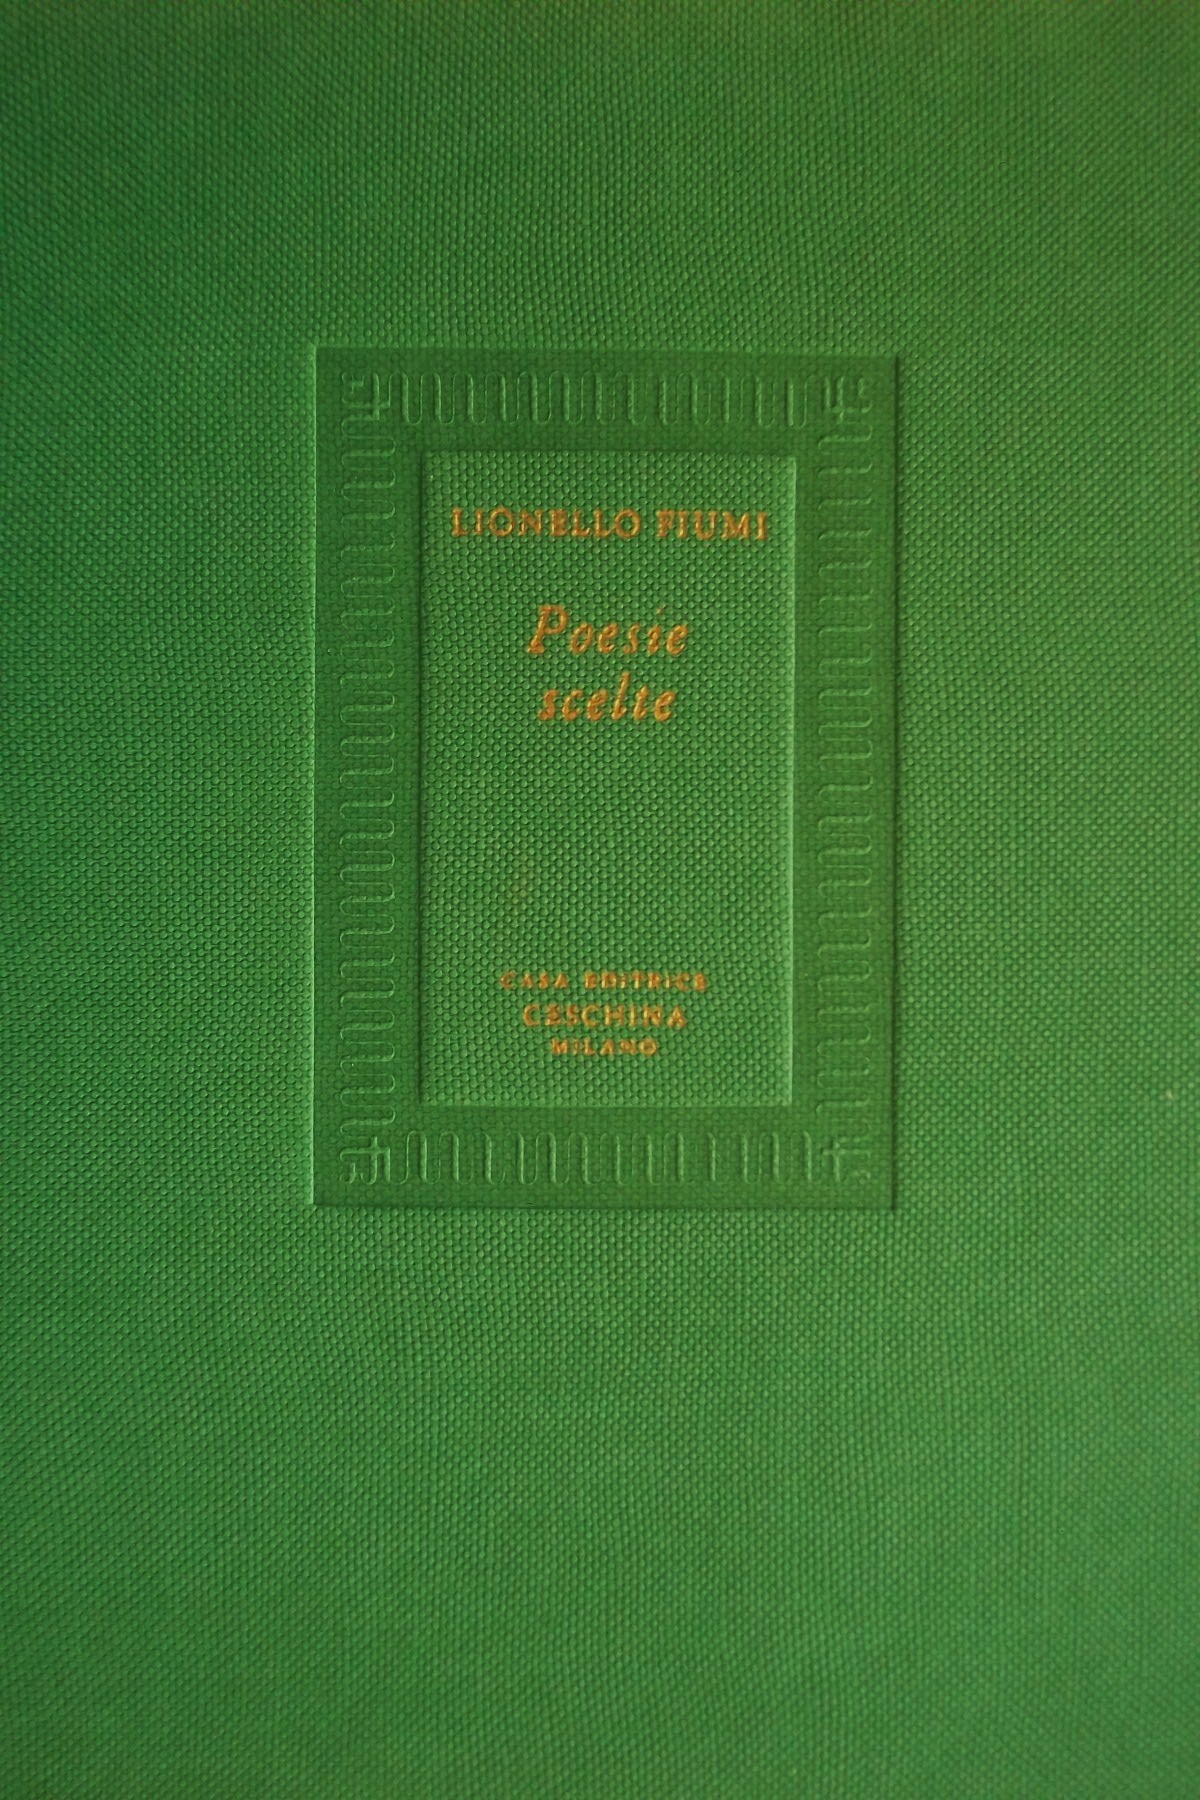 LIONELLO FIUMI
Poesie
scelte
CASA EDITRICE
CESCHINA
MILANO